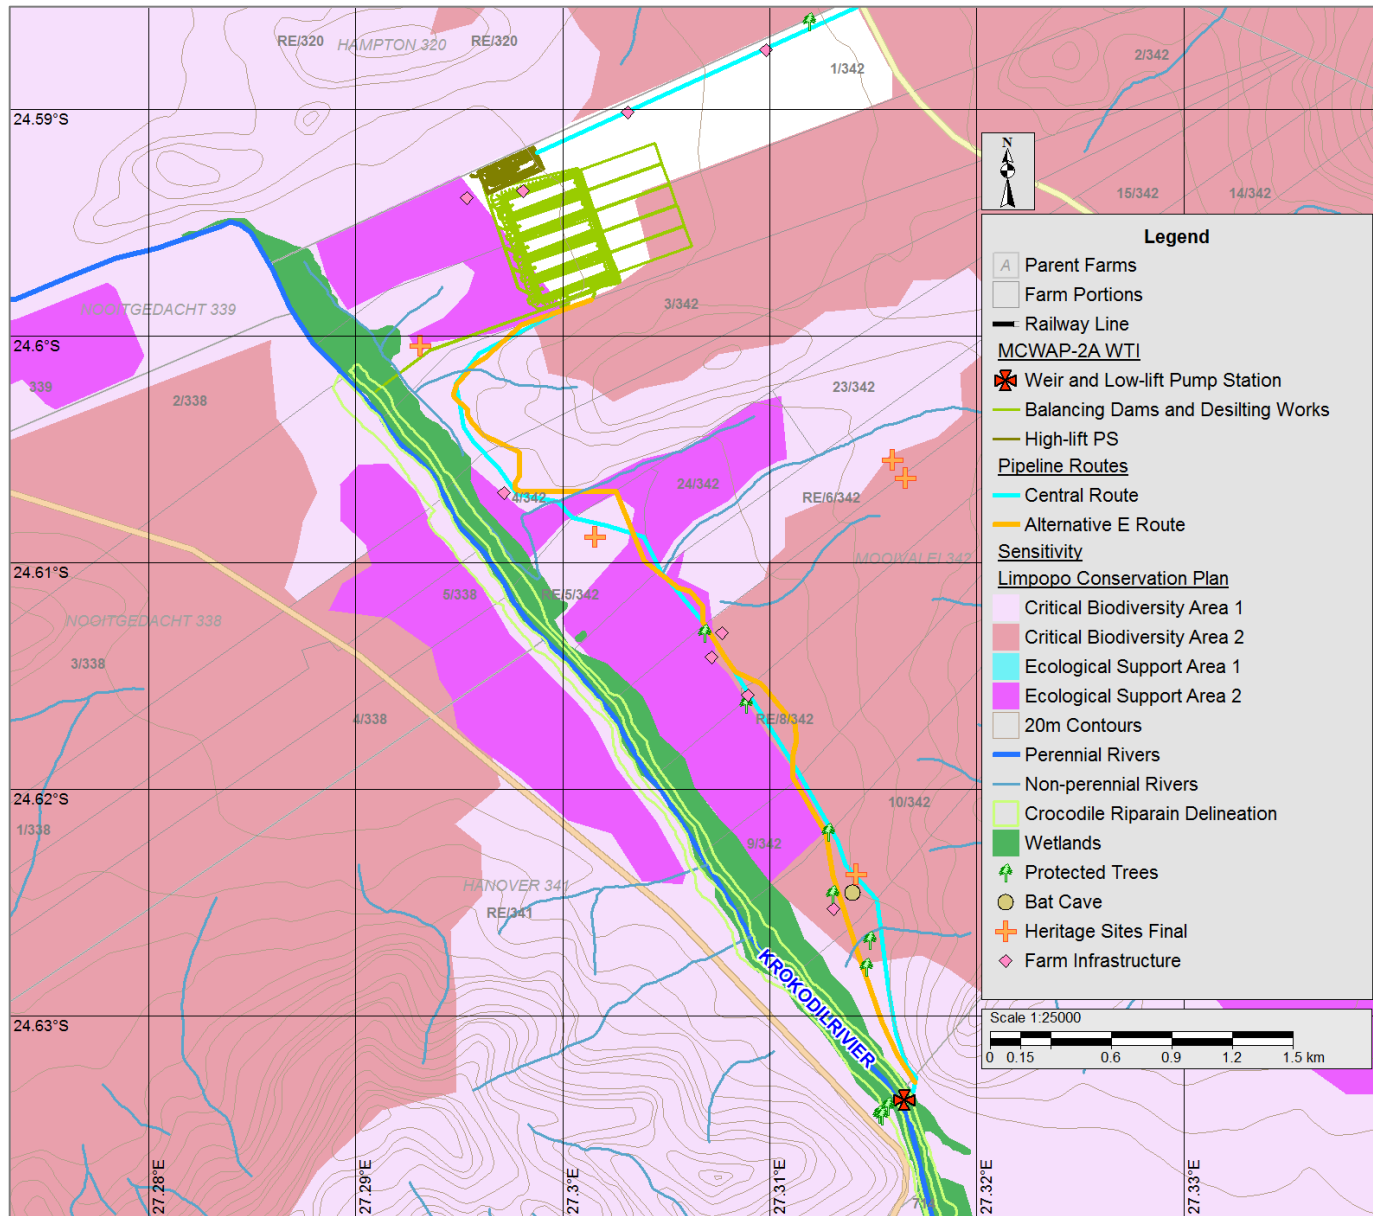 RE/320
HAMPTON 320
RE/320
1/342
2/342
24.59°S
15/342
14/342
N
NOOITGEDACHT 339
3/342
24.6°S
339
2/338
23/342
24/342
4/342
RE/6/342
MOOIVALEI 342
24.61°S
5/338
RE/5/342
NOOITGEDACHT 338
3/338
4/338
RE/8/342
24.62°S
1/338
10/342
9/342
HANOVER 341
RE/341
KROKODILRIVIER
24.63°S
27.28°E
27.29°E
27.3°E
27.31°E
27.32°E
27.33°E
Legend
A Parent Farms
Farm Portions
Railway Line
MCWAP-2A WTI
Weir and Low-lift Pump Station
Balancing Dams and Desilting Works
High-lift PS
Pipeline Routes
Central Route
Alternative E Route
Sensitivity
Limpopo Conservation Plan
Critical Biodiversity Area 1
Critical Biodiversity Area 2
Ecological Support Area 1
Ecological Support Area 2
20m Contours
Perennial Rivers
Non-perennial Rivers
Crocodile Riparain Delineation
Wetlands
Protected Trees
Bat Cave
Heritage Sites Final
Farm Infrastructure
Scale 1:25000
0 0.15 0.6 0.9 1.2 1.5 km